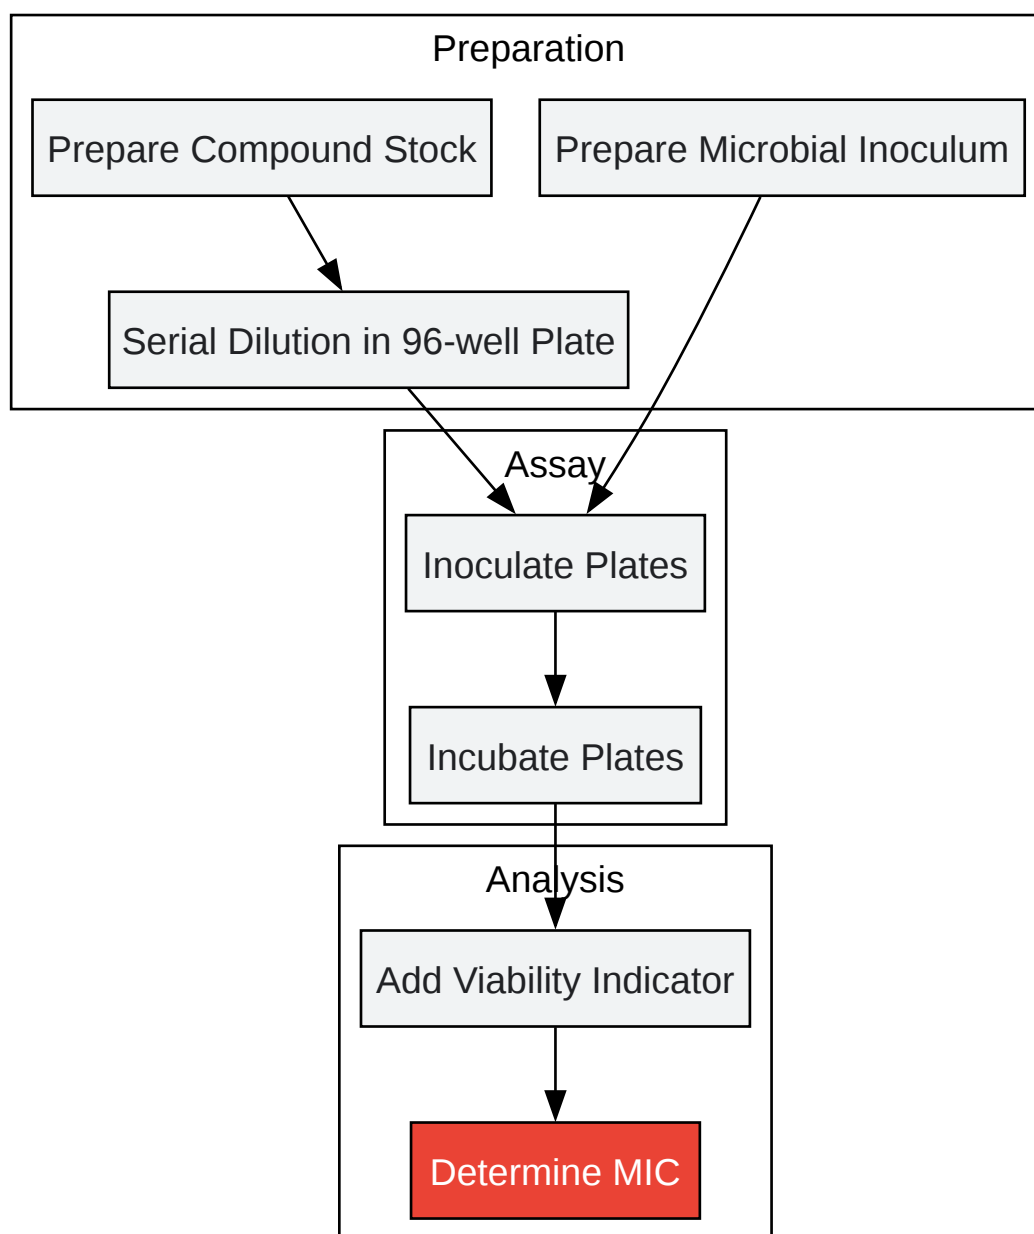 Preparation
Prepare Compound Stock
Prepare Microbial Inoculum
Serial Dilution in 96-well Plate
Assay
Inoculate Plates
Incubate Plates
Analysis
Add Viability Indicator
Determine MIC